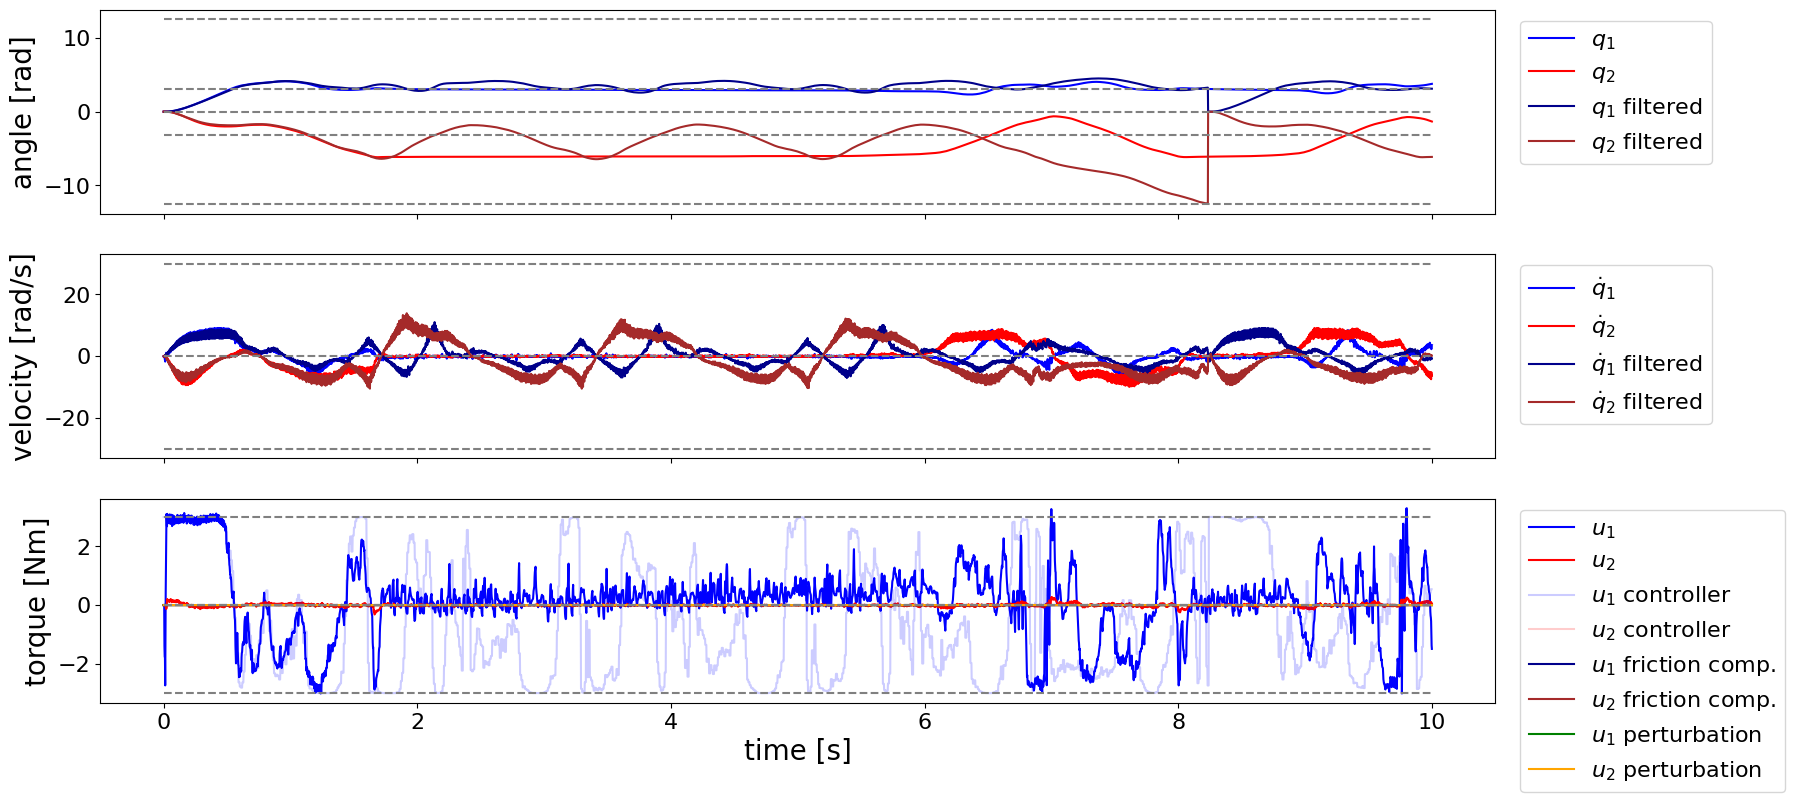 angle [rad]
10
0
−10
q₁
q₂
q₁ filtered
q₂ filtered
velocity [rad/s]
20
0
−20
q̇₁
q̇₂
q̇₁ filtered
q̇₂ filtered
torque [Nm]
2
0
−2
0 2 4 6 8 10
time [s]
u₁
u₂
u₁ controller
u₂ controller
u₁ friction comp.
u₂ friction comp.
u₁ perturbation
u₂ perturbation